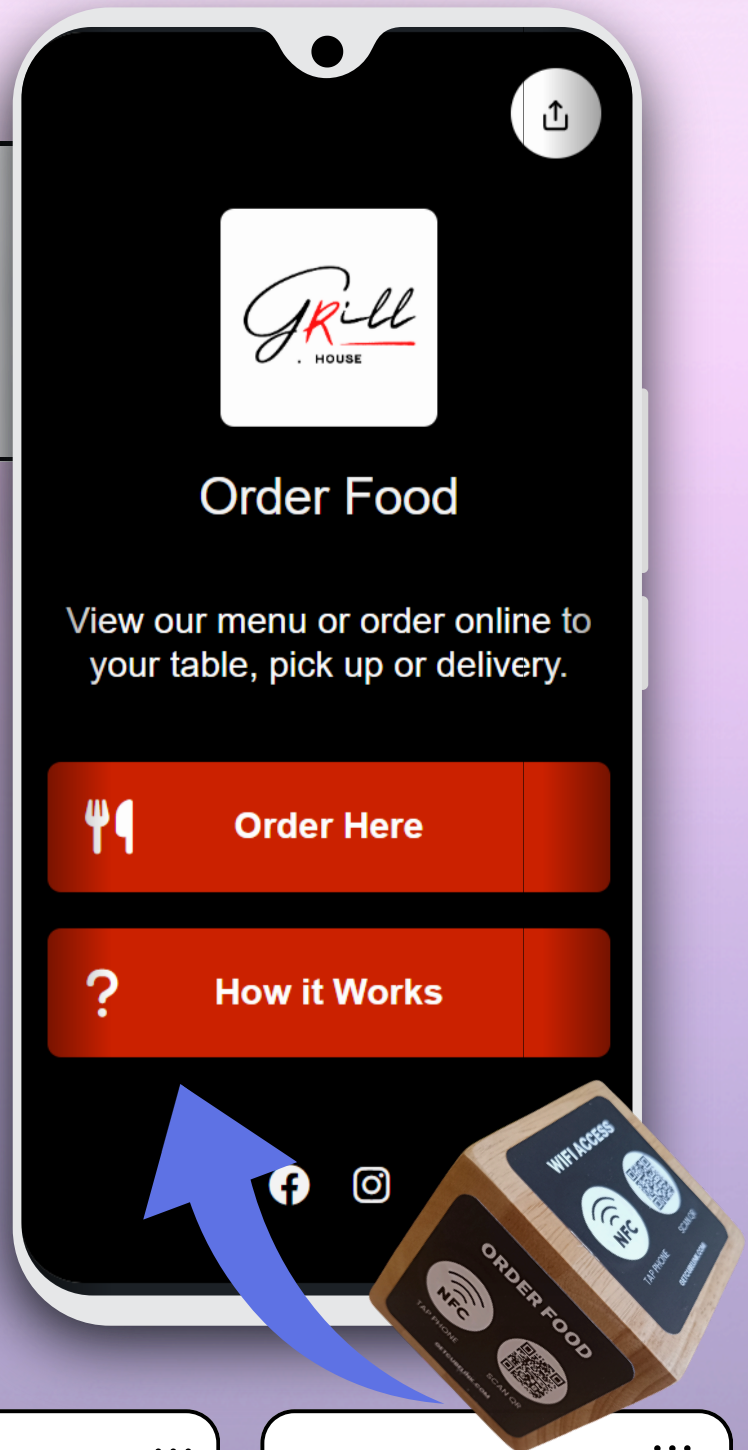 GRill
HOUSE
Order Food
View our menu or order online to
your table, pick up or delivery.
Order Here
How it Works
WIFI ACCESS
NFC
TAP PHONE
SCAN QR
ORDER FOOD
NFC
TAP PHONE
SCAN QR